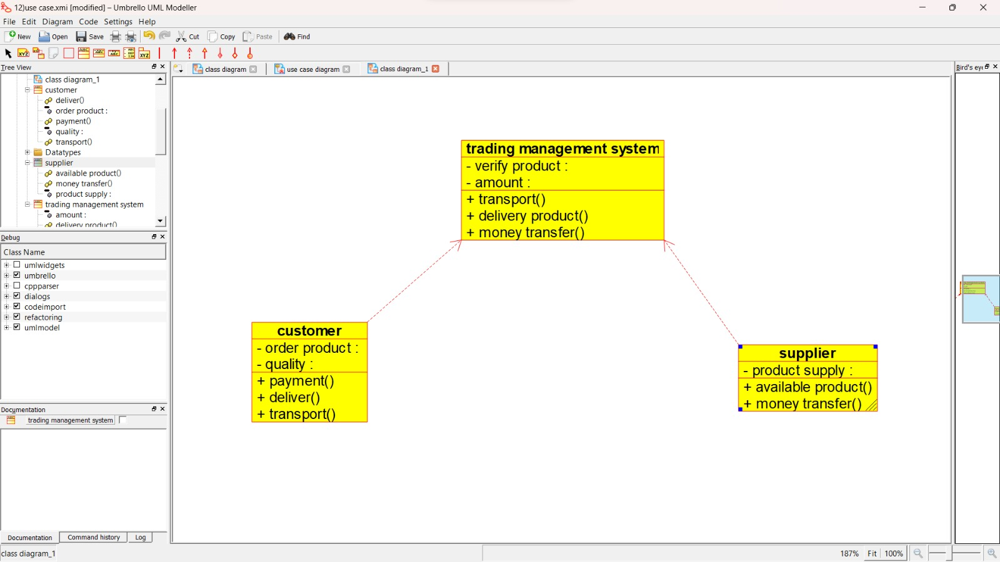 12)use case.xmi [modified] – Umbrello UML Modeller
File Edit Diagram Code Settings Help
New Open Save Cut Copy Paste Find
Tree View
class diagram_1
customer
deliver()
order product :
payment()
quality :
transport()
Datatypes
supplier
available product()
money transfer()
product supply :
trading management system
amount :
delivery product()
Debug
Class Name
umlwidgets
umbrello
cppparser
dialogs
codeimport
refactoring
umlmodel
Documentation
trading management system
Documentation Command history Log
class diagram_1
class diagram use case diagram class diagram_1
trading management system
- verify product :
- amount :
+ transport()
+ delivery product()
+ money transfer()
customer
- order product :
- quality :
+ payment()
+ deliver()
+ transport()
supplier
- product supply :
+ available product()
+ money transfer()
Bird's eye
187% Fit 100%